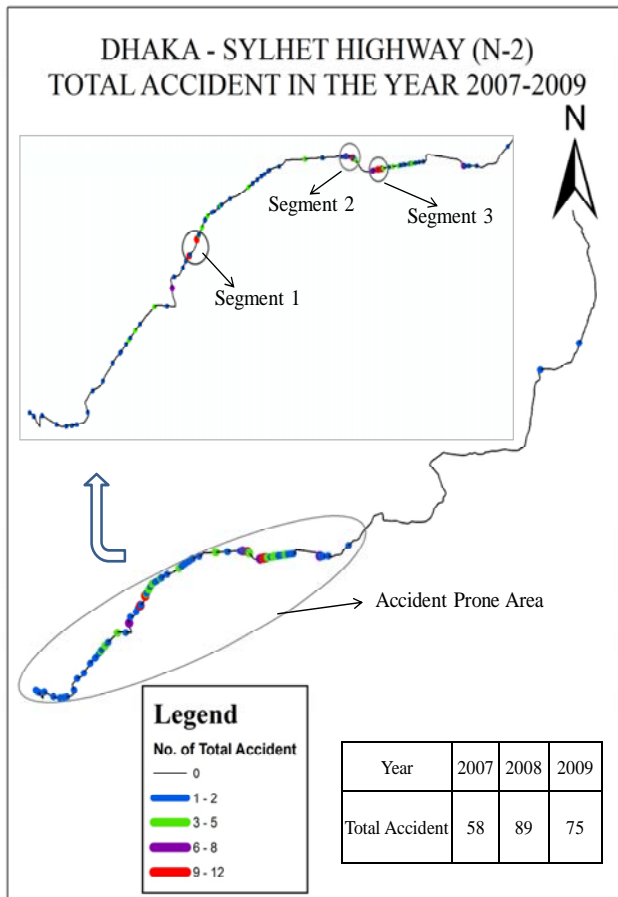 DHAKA - SYLHET HIGHWAY (N-2)
TOTAL ACCIDENT IN THE YEAR 2007-2009
N
Segment 2
Segment 3
Segment 1
Accident Prone Area
Legend
No. of Total Accident
0
1 - 2
3 - 5
6 - 8
9 - 12
Year 2007 2008 2009
Total Accident 58 89 75